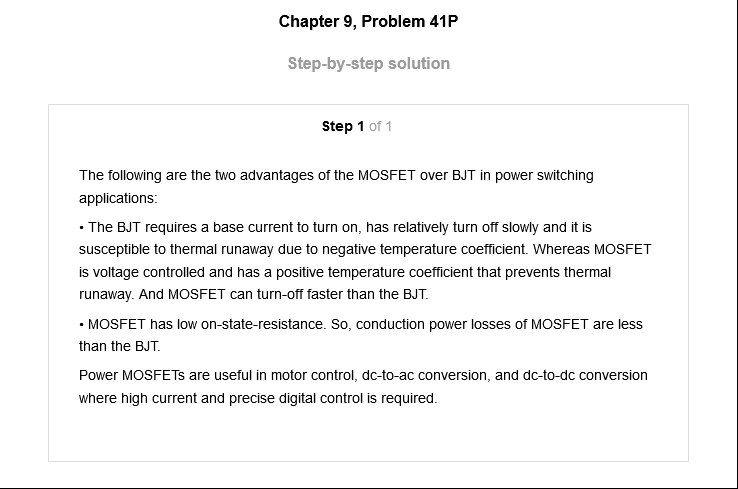 Chapter 9, Problem 41P
Step-by-step solution
Step 1 of 1
The following are the two advantages of the MOSFET over BJT in power switching
applications:
• The BJT requires a base current to turn on, has relatively turn off slowly and it is
susceptible to thermal runaway due to negative temperature coefficient. Whereas MOSFET
is voltage controlled and has a positive temperature coefficient that prevents thermal
runaway. And MOSFET can turn-off faster than the BJT.
• MOSFET has low on-state-resistance. So, conduction power losses of MOSFET are less
than the BJT.
Power MOSFETs are useful in motor control, dc-to-ac conversion, and dc-to-dc conversion
where high current and precise digital control is required.